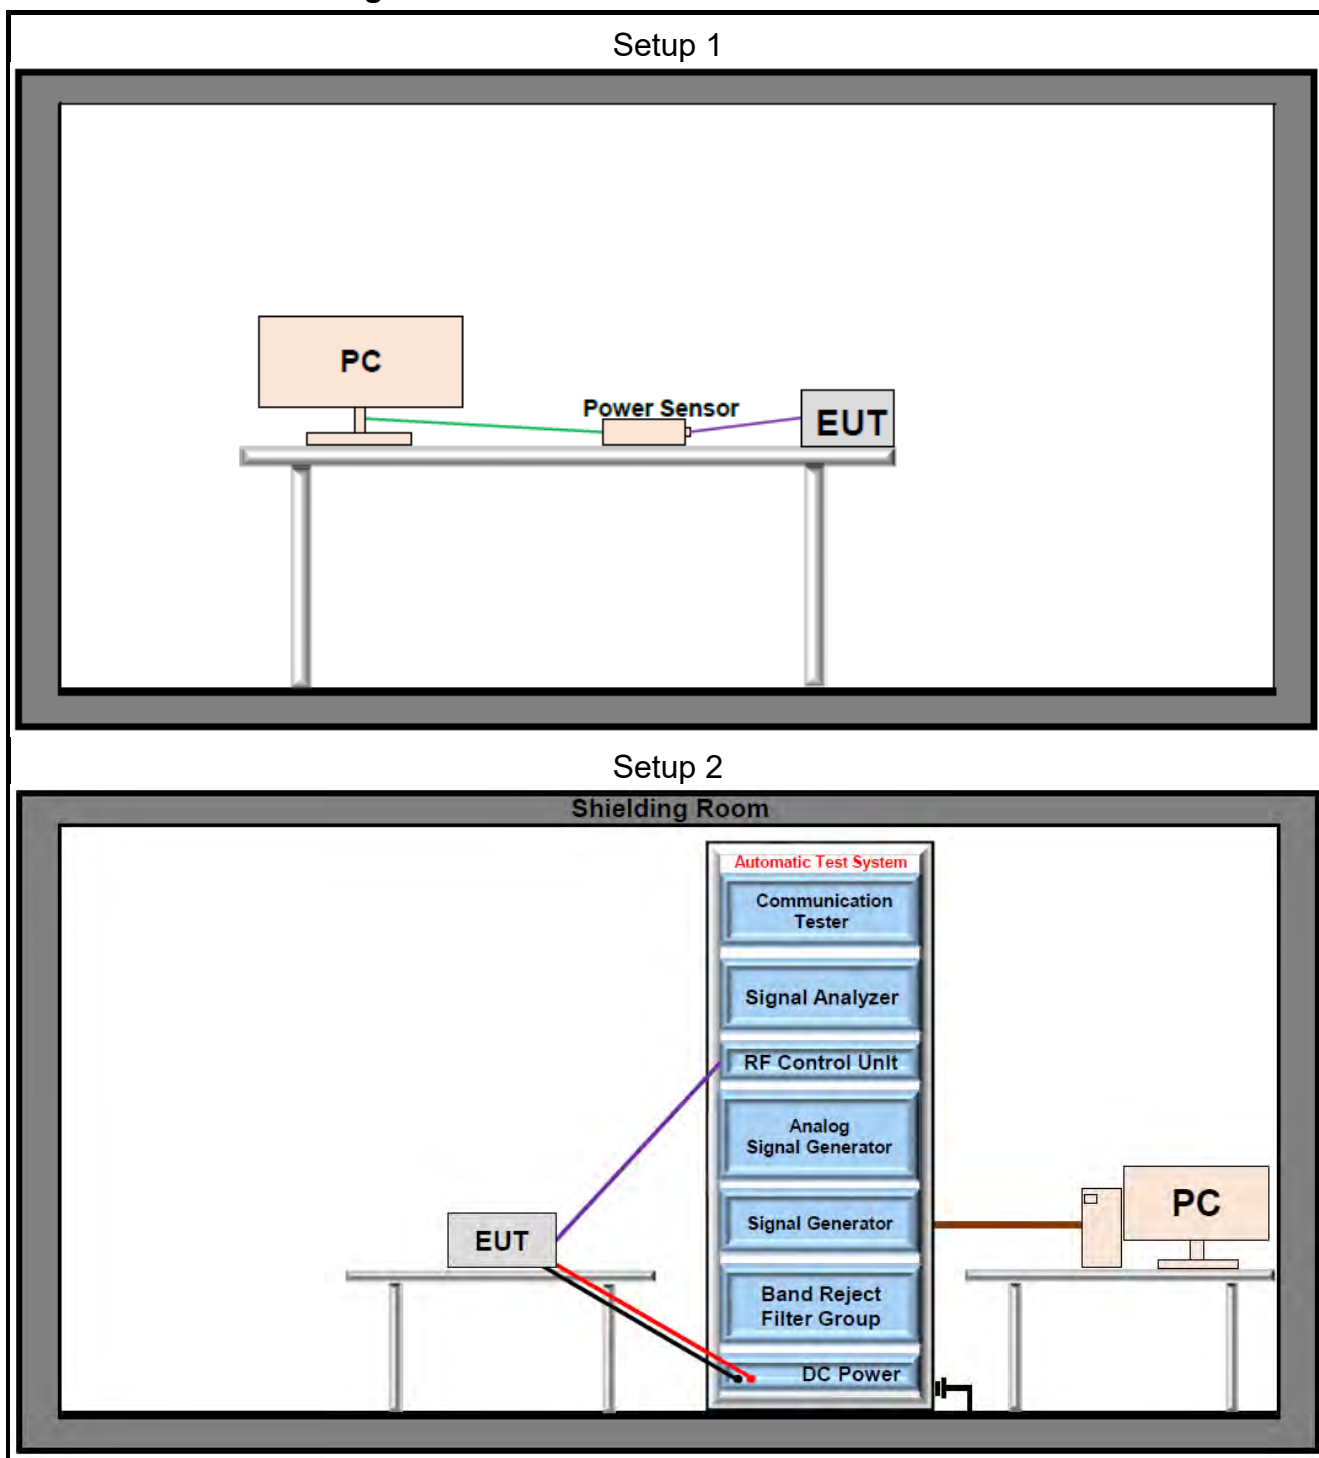 Setup 1
PC
Power Sensor
EUT
Setup 2
Shielding Room
Automatic Test System
Communication
Tester
Signal Analyzer
RF Control Unit
Analog
Signal Generator
Signal Generator
Band Reject
Filter Group
DC Power
EUT
PC